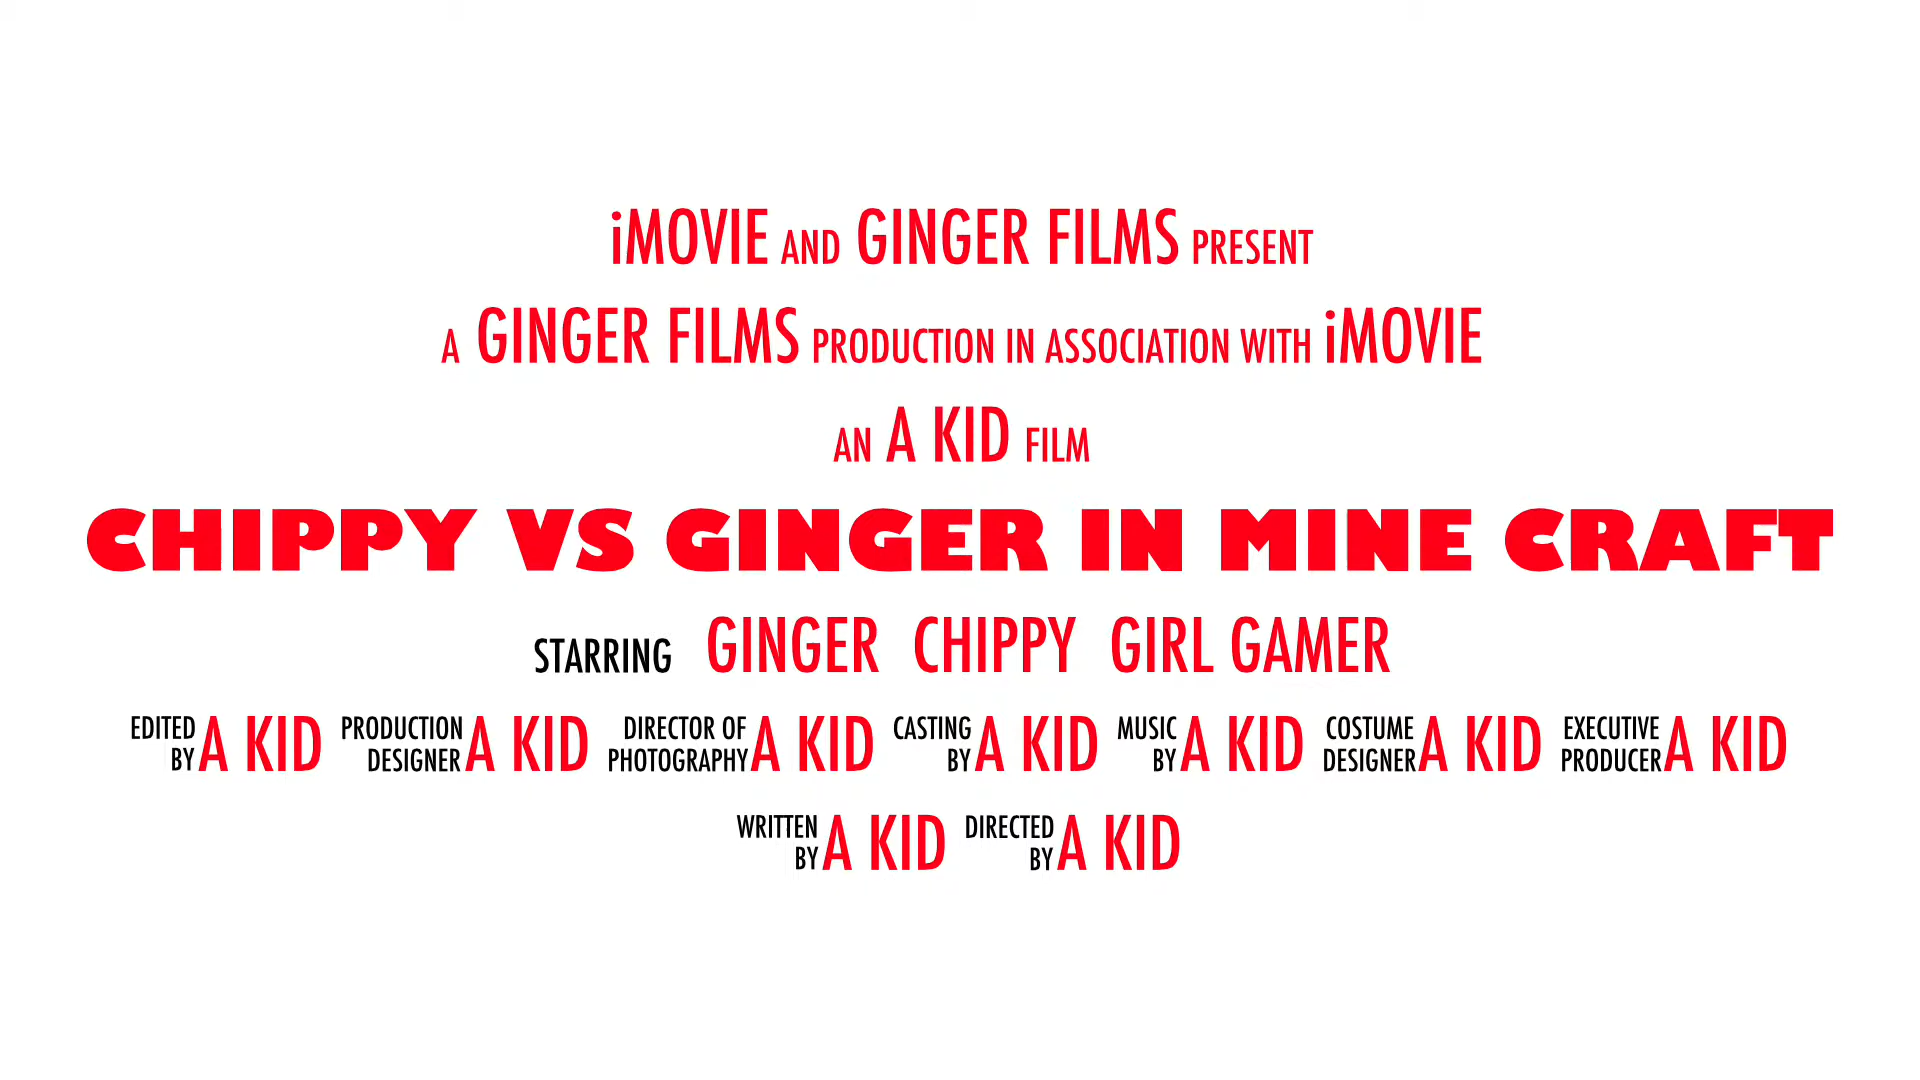 iMOVIE AND GINGER FILMS PRESENT
A GINGER FILMS PRODUCTION IN ASSOCIATION WITH iMOVIE
AN A KID FILM
CHIPPY VS GINGER IN MINE CRAFT
STARRING GINGER CHIPPY GIRL GAMER
EDITED BY A KID PRODUCTION DESIGNER A KID DIRECTOR OF PHOTOGRAPHY A KID CASTING BY A KID MUSIC BY A KID COSTUME DESIGNER A KID EXECUTIVE PRODUCER A KID
WRITTEN BY A KID DIRECTED BY A KID